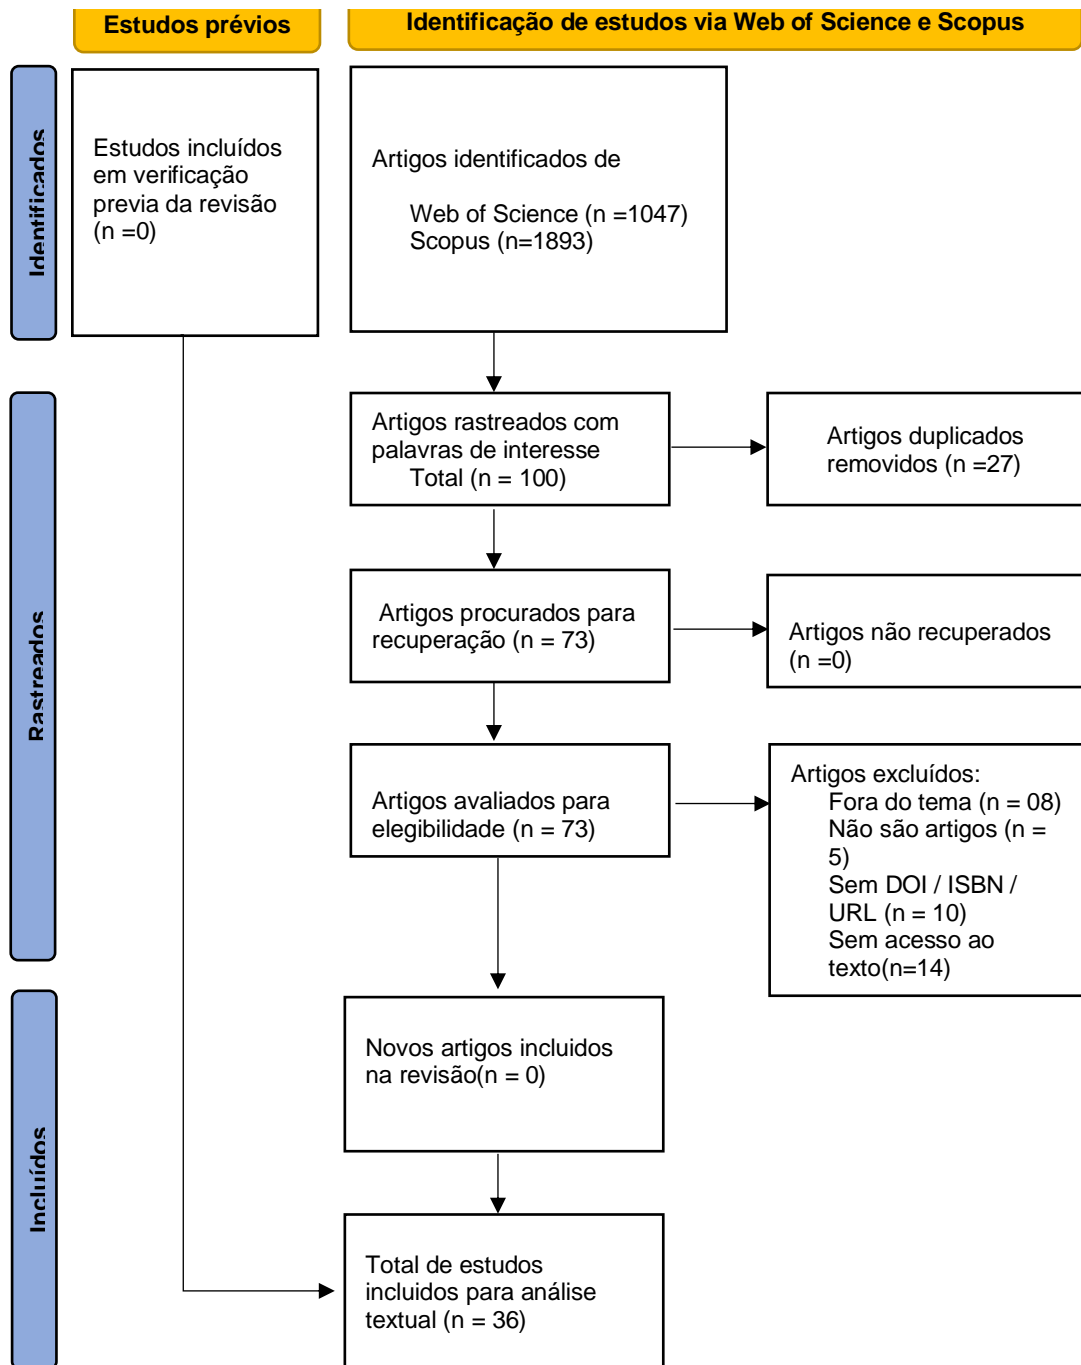 Estudos prévios
Identificação de estudos via Web of Science e Scopus
Identificados
Estudos incluídos
em verificação
previa da revisão
(n =0)
Artigos identificados de
Web of Science (n =1047)
Scopus (n=1893)
Rastreados
Artigos rastreados com
palavras de interesse
Total (n = 100)
Artigos duplicados
removidos (n =27)
Artigos procurados para
recuperação (n = 73)
Artigos não recuperados
(n =0)
Artigos avaliados para
elegibilidade (n = 73)
Artigos excluídos:
Fora do tema (n = 08)
Não são artigos (n =
5)
Sem DOI / ISBN /
URL (n = 10)
Sem acesso ao
texto(n=14)
Incluídos
Novos artigos incluidos
na revisão(n = 0)
Total de estudos
incluidos para análise
textual (n = 36)